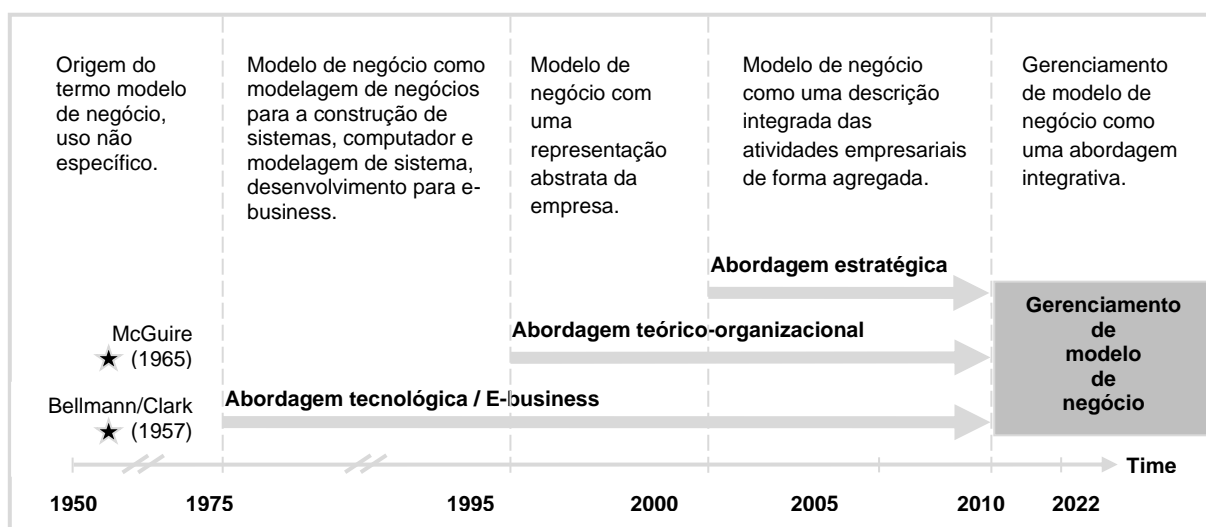 Origem do
termo modelo
de negócio,
uso não
específico.
Modelo de negócio como
modelagem de negócios
para a construção de
sistemas, computador e
modelagem de sistema,
desenvolvimento para e-
business.
Modelo de
negócio com
uma
representação
abstrata da
empresa.
Modelo de negócio
como uma descrição
integrada das
atividades empresariais
de forma agregada.
Gerenciamento
de modelo de
negócio como
uma abordagem
integrativa.
Abordagem estratégica
McGuire
(1965)
Abordagem teórico-organizacional
Bellmann/Clark
(1957)
Abordagem tecnológica / E-business
Gerenciamento
de
modelo
de
negócio
Time
1950 1975 1995 2000 2005 2010 2022